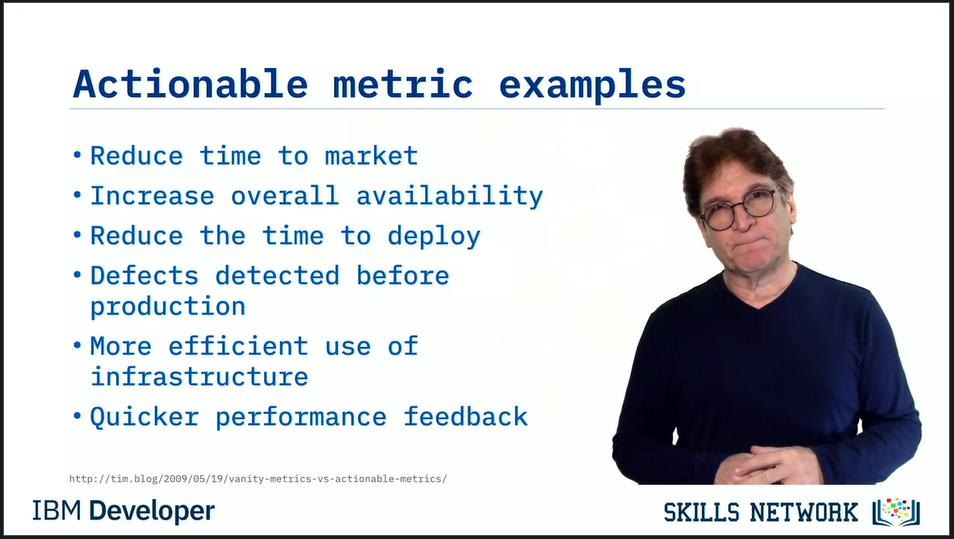 Actionable metric examples
• Reduce time to market
• Increase overall availability
• Reduce the time to deploy
• Defects detected before
production
• More efficient use of
infrastructure
• Quicker performance feedback
http://tim.blog/2009/05/19/vanity-metrics-vs-actionable-metrics/
IBM Developer
SKILLS NETWORK